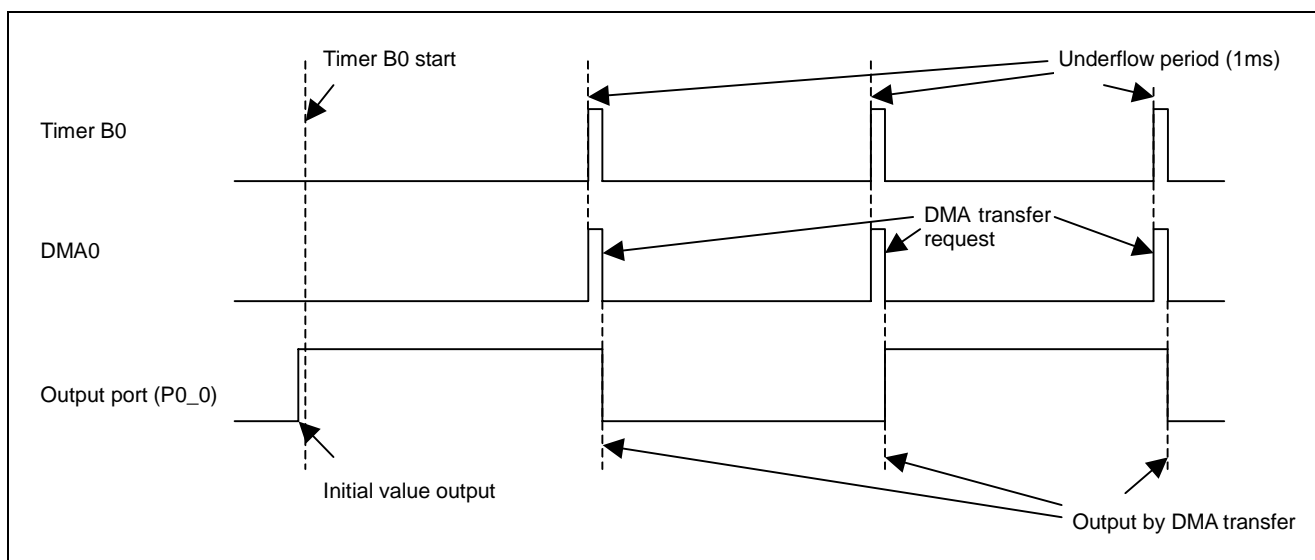 Timer B0 start
Underflow period (1ms)
Timer B0
DMA transfer
request
DMA0
Output port (P0_0)
Initial value output
Output by DMA transfer